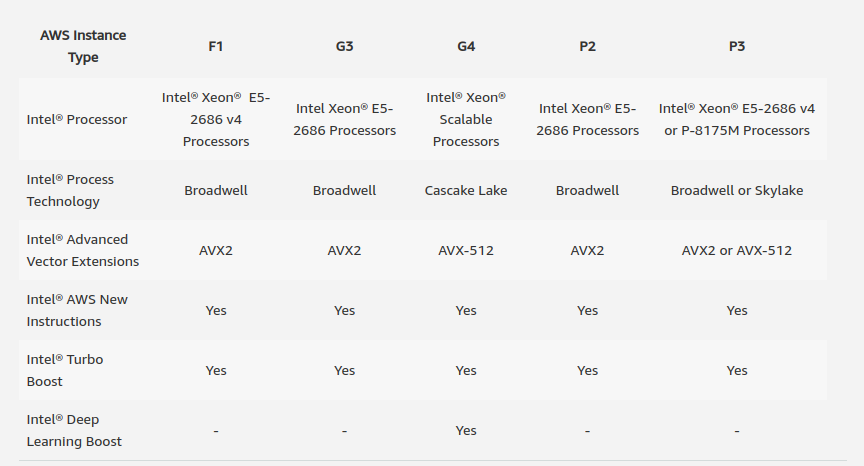 AWS Instance
Type
F1
G3
G4
P2
P3
Intel® Processor
Intel® Xeon® E5-
2686 v4
Processors
Intel Xeon® E5-
2686 Processors
Intel® Xeon®
Scalable
Processors
Intel Xeon® E5-
2686 Processors
Intel® Xeon® E5-2686 v4
or P-8175M Processors
Intel® Process
Technology
Broadwell
Broadwell
Cascake Lake
Broadwell
Broadwell or Skylake
Intel® Advanced
Vector Extensions
AVX2
AVX2
AVX-512
AVX2
AVX2 or AVX-512
Intel® AWS New
Instructions
Yes
Yes
Yes
Yes
Yes
Intel® Turbo
Boost
Yes
Yes
Yes
Yes
Yes
Intel® Deep
Learning Boost
-
-
Yes
-
-